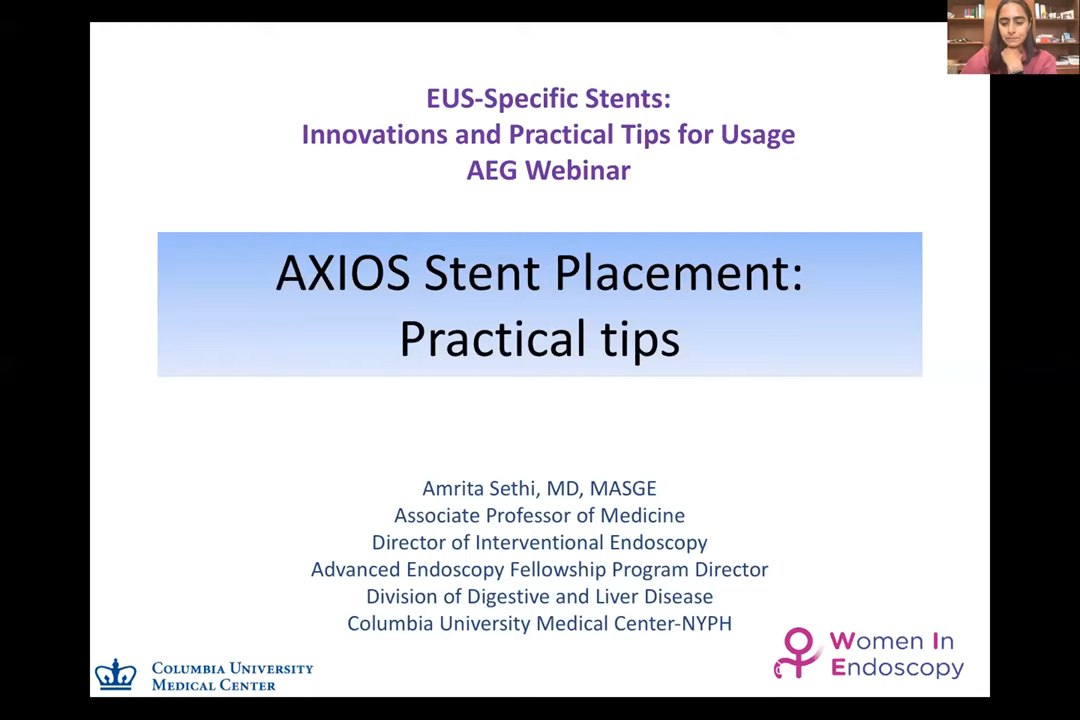 EUS-Specific Stents:
Innovations and Practical Tips for Usage
AEG Webinar
AXIOS Stent Placement:
Practical tips
Amrita Sethi, MD, MASGE
Associate Professor of Medicine
Director of Interventional Endoscopy
Advanced Endoscopy Fellowship Program Director
Division of Digestive and Liver Disease
Columbia University Medical Center-NYPH
COLUMBIA UNIVERSITY
MEDICAL CENTER
Women In
Endoscopy